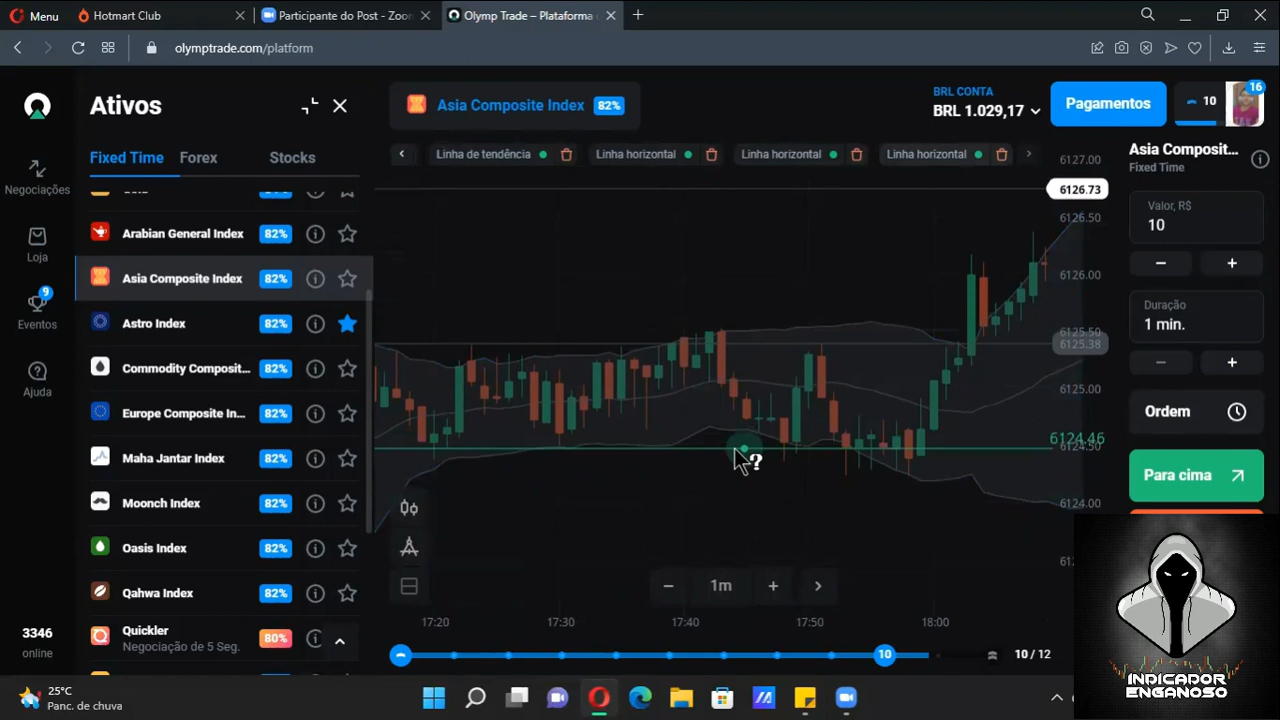 Menu
Hotmart Club
Participante do Post - Zoom
Olymp Trade – Plataforma
olymptrade.com/platform
Ativos
Fixed Time
Forex
Stocks
Arabian General Index 82%
Asia Composite Index 82%
Astro Index 82%
Commodity Composit... 82%
Europe Composite In... 82%
Maha Jantar Index 82%
Moonch Index 82%
Oasis Index 82%
Qahwa Index 82%
Quickler 80%
Negociação de 5 Seg.
Negociações
Loja
9
Eventos
Ajuda
3346
online
Asia Composite Index 82%
BRL CONTA
BRL 1.029,17
Pagamentos
10
16
Linha de tendência
Linha horizontal
Linha horizontal
Linha horizontal
6127.00
6126.73
6126.50
6126.00
6125.50
6125.38
6125.00
6124.46
6124.50
6124.00
?
1m
17:20
17:30
17:40
17:50
18:00
10
10 / 12
Asia Composit...
Fixed Time
Valor, R$
10
Duração
1 min.
Ordem
Para cima
INDICADOR
ENGANOSO
25°C
Panc. de chuva